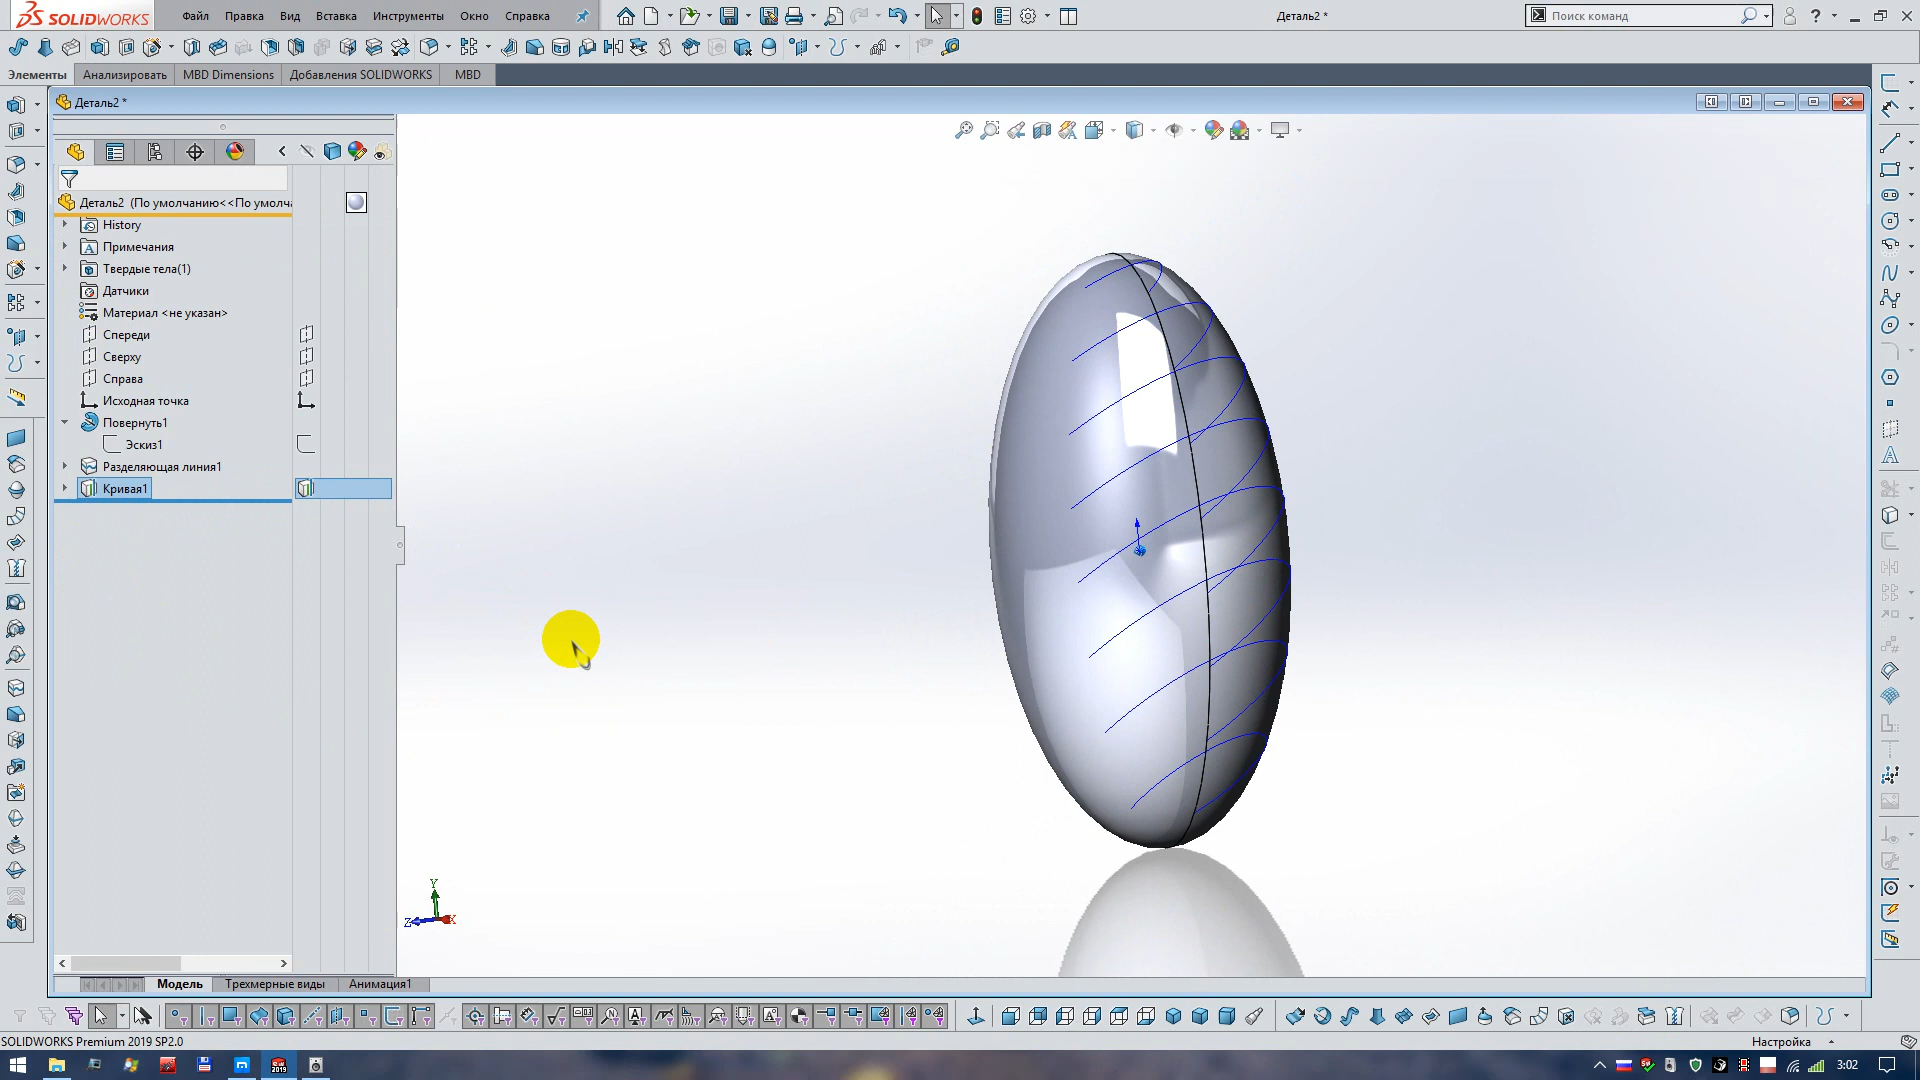 SOLIDWORKS
Файл
Правка
Вид
Вставка
Инструменты
Окно
Справка
Деталь2 *
Поиск команд
Элементы
Анализировать
MBD Dimensions
Добавления SOLIDWORKS
MBD
Деталь2 *
Деталь2 (По умолчанию<<По умолча
History
Примечания
Твердые тела(1)
Датчики
Материал <не указан>
Спереди
Сверху
Справа
Исходная точка
Повернуть1
Эскиз1
Разделяющая линия1
Кривая1
Y
Z
X
Модель
Трехмерные виды
Анимация1
SOLIDWORKS Premium 2019 SP2.0
Настройка
3:02